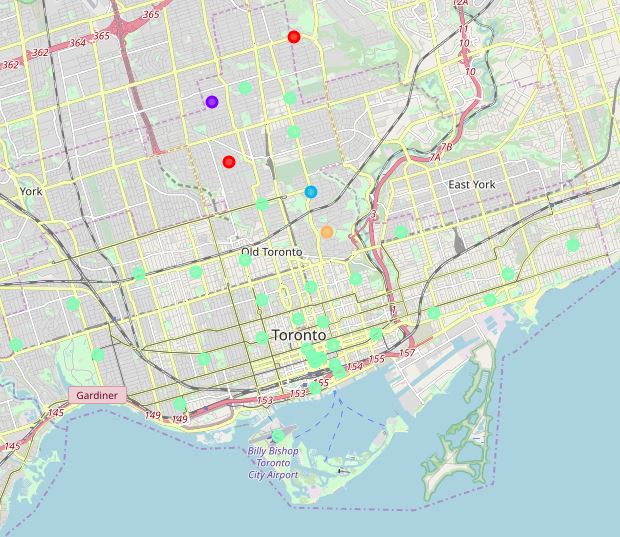 12A
365
365
11
364
10
362
10
7B
7A
York
East York
3
Old Toronto
Toronto
157
155
154
155
Gardiner
153
153
149
149
145
145
Billy Bishop
Toronto
City Airport